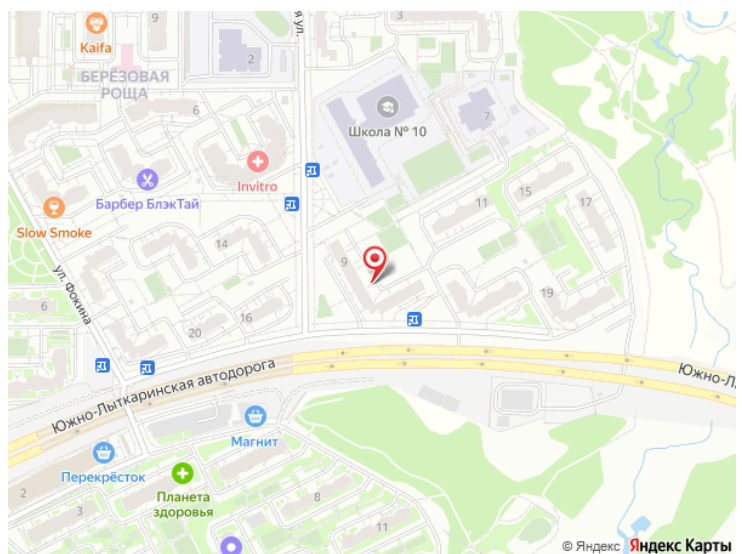 9
3
Kaifa
я ул.
2
БЕРЁЗОВАЯ
РОЩА
6
Школа № 10
7
Invitro
Барбер БлэкТай
15
11
17
Slow Smoke
14
9
ул. Фокина
6
16
20
19
Южно-Лыткаринская автодорога
Южно-Лы
Магнит
Перекрёсток
2
Планета
здоровья
8
11
© Яндекс Яндекс Карты